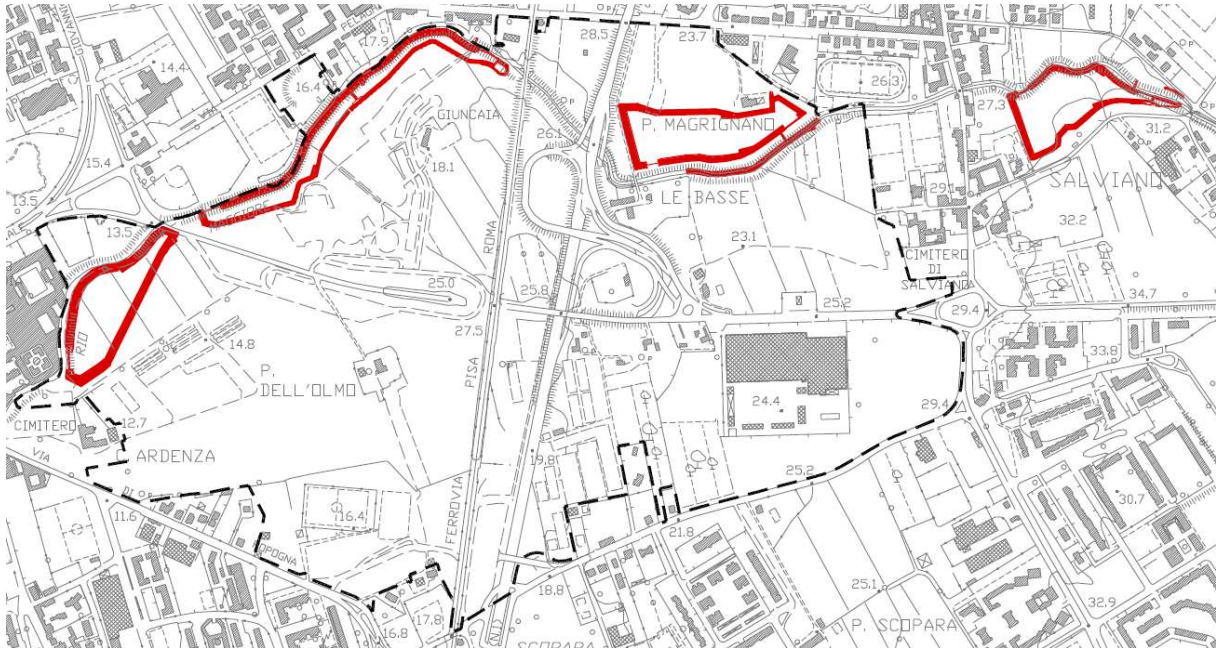 17.9
28.5
23.7
14.4
16.4
26.3
GIUNCAIA
27.3
26.1
P. MAGRIGNANO
31.2
15.4
18.1
SALVIANO
13.5
29.1
LE BASSE
32.2
MAGGIORE
13.5
23.1
ROMA
CIMITERO
DI
SALVIANO
25.0
25.8
25.2
34.7
29.4
27.5
RIO
14.8
33.8
P.
DELL'OLMO
PISA
24.4
29.4
CIMITERO
12.7
VIA
ARDENZA
19.8
25.2
DI
30.7
11.6
16.4
FERROVIA
POPOGNA
21.8
18.8
25.1
32.9
17.8
16.8
P. SCOPARA
SCOPARA